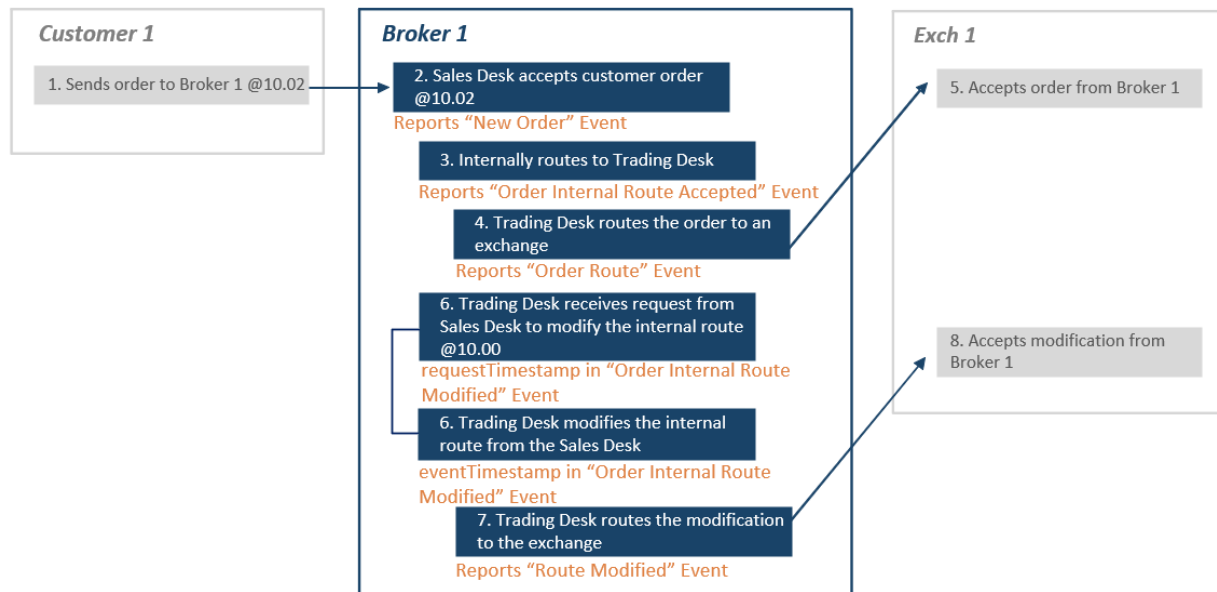 Customer 1
1. Sends order to Broker 1 @10.02
Broker 1
2. Sales Desk accepts customer order
@10.02
Reports “New Order” Event
3. Internally routes to Trading Desk
Reports “Order Internal Route Accepted” Event
4. Trading Desk routes the order to an
exchange
Reports “Order Route” Event
6. Trading Desk receives request from
Sales Desk to modify the internal route
@10.00
requestTimestamp in “Order Internal Route
Modified” Event
6. Trading Desk modifies the internal
route from the Sales Desk
eventTimestamp in “Order Internal Route
Modified” Event
7. Trading Desk routes the modification
to the exchange
Reports “Route Modified” Event
Exch 1
5. Accepts order from Broker 1
8. Accepts modification from
Broker 1